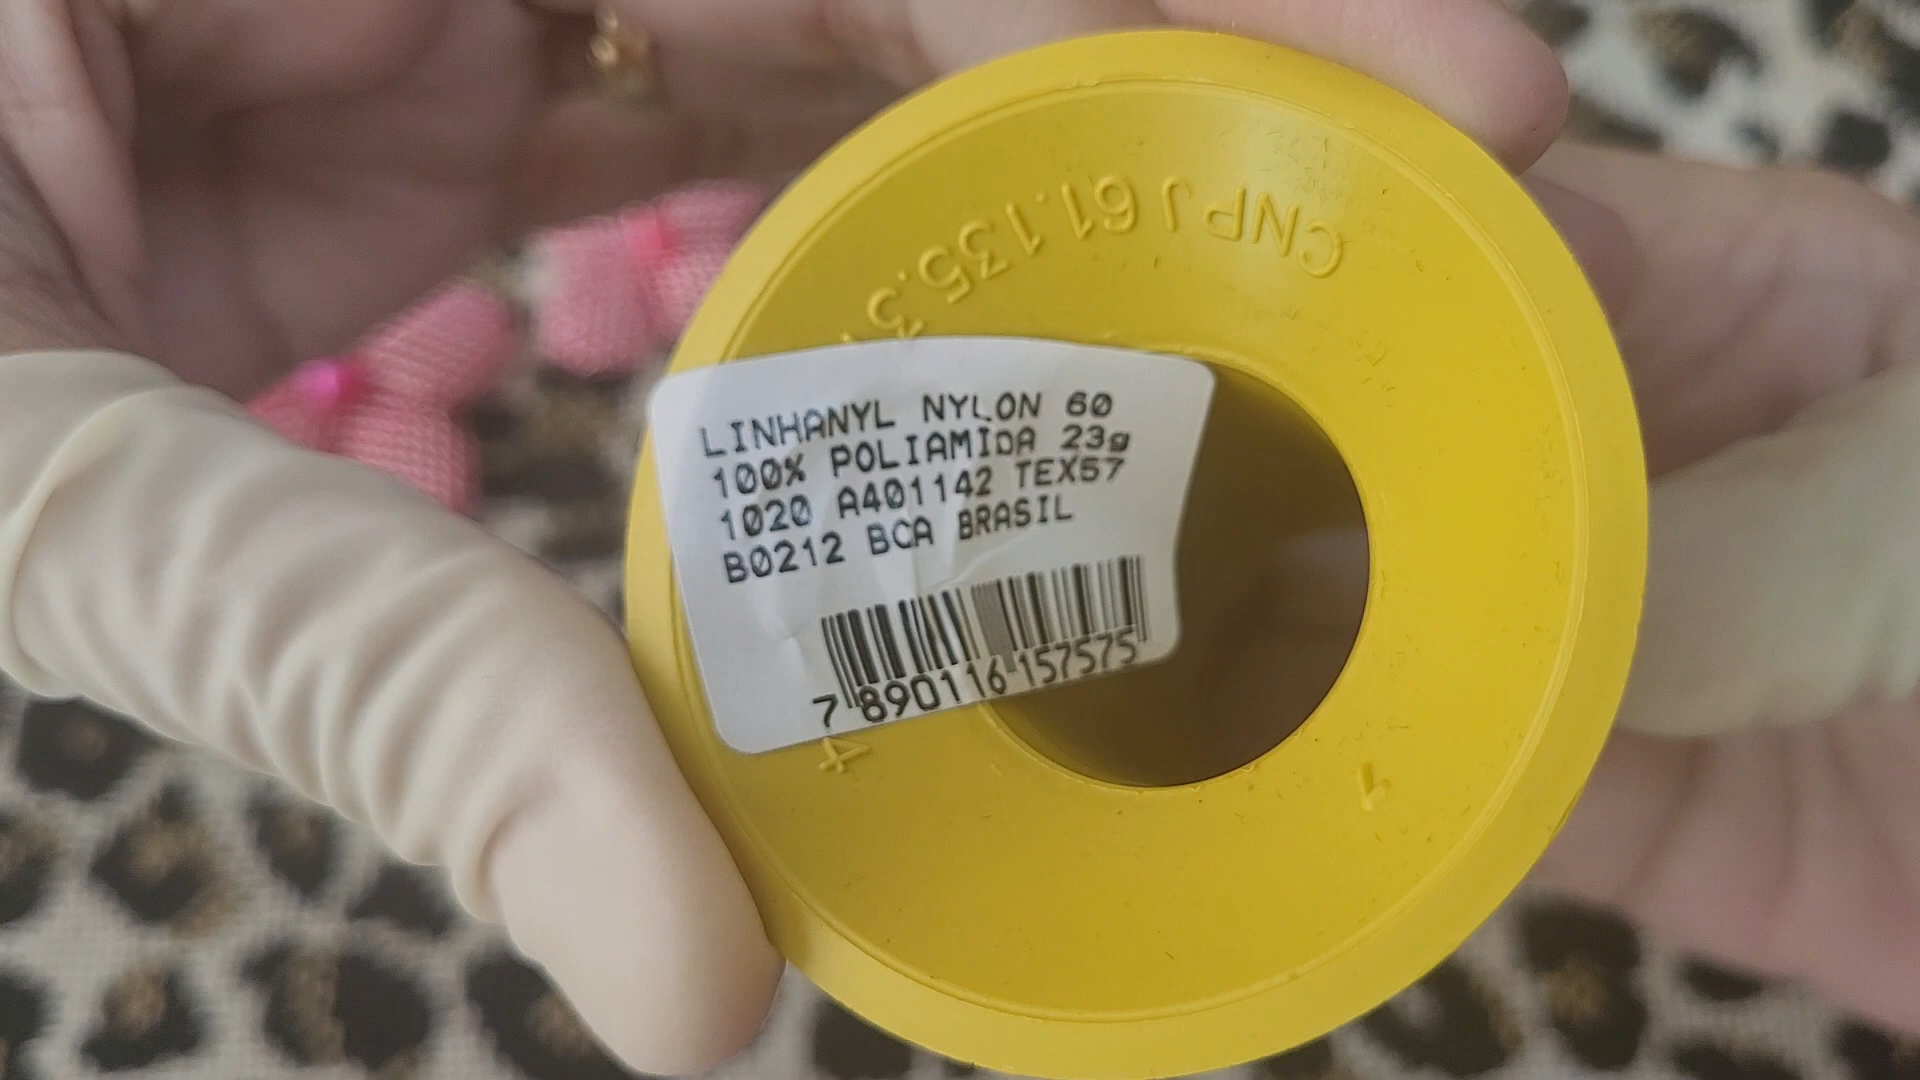 CNPJ 61.135.3
LINHANYL NYLON 60
100% POLIAMIDA 23g
1020 A401142 TEX57
B0212 BCA BRASIL
7 890116 157575
4